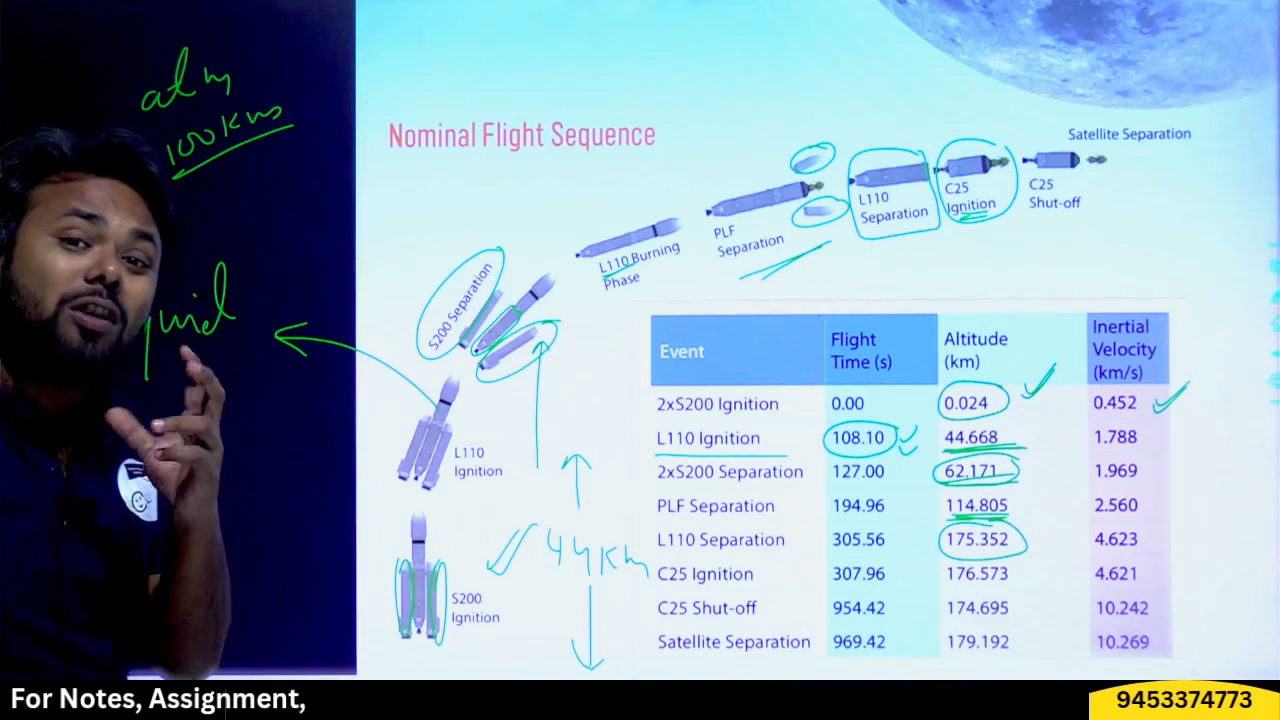 atm
100 kms
Nominal Flight Sequence
Satellite Separation
C25
Shut-off
C25
Ignition
L110
Separation
PLF
Separation
L110 Burning
Phase
S200 Separation
L110
Ignition
S200
Ignition
44 Km
Event Flight Time (s) Altitude (km) Inertial Velocity (km/s)
2xS200 Ignition 0.00 0.024 0.452
L110 Ignition 108.10 44.668 1.788
2xS200 Separation 127.00 62.171 1.969
PLF Separation 194.96 114.805 2.560
L110 Separation 305.56 175.352 4.623
C25 Ignition 307.96 176.573 4.621
C25 Shut-off 954.42 174.695 10.242
Satellite Separation 969.42 179.192 10.269
For Notes, Assignment,
9453374773